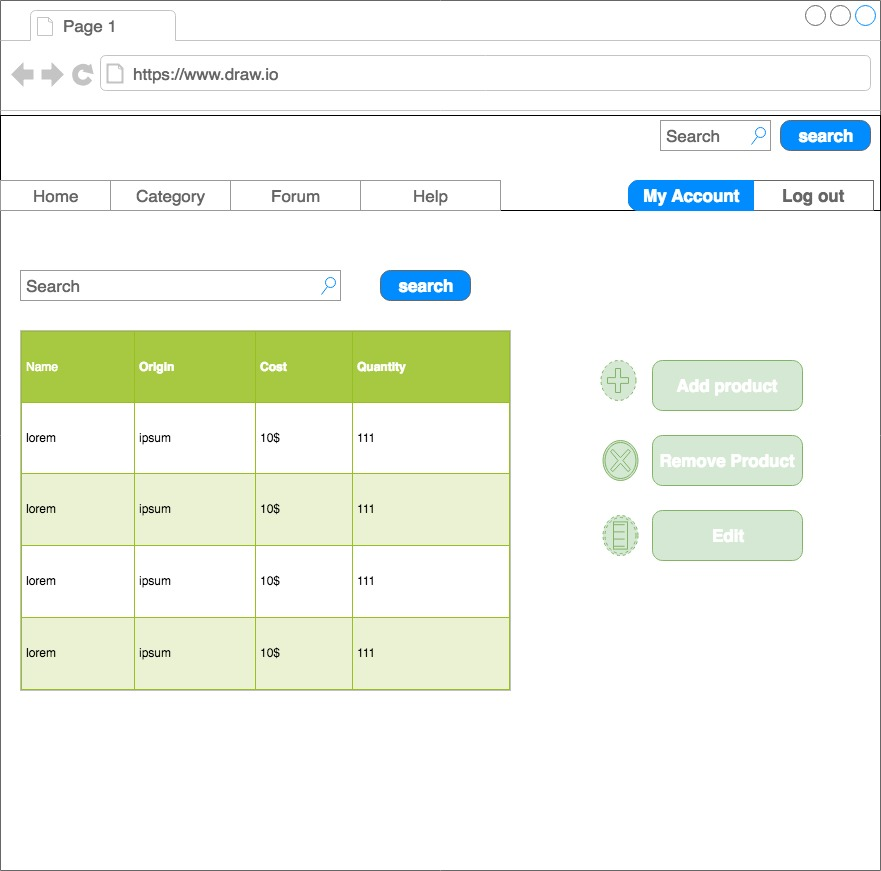 Page 1
https://www.draw.io
Search search
Home Category Forum Help My Account Log out
Search search
Name Origin Cost Quantity
lorem ipsum 10$ 111
lorem ipsum 10$ 111
lorem ipsum 10$ 111
lorem ipsum 10$ 111
Add product
Remove Product
Edit